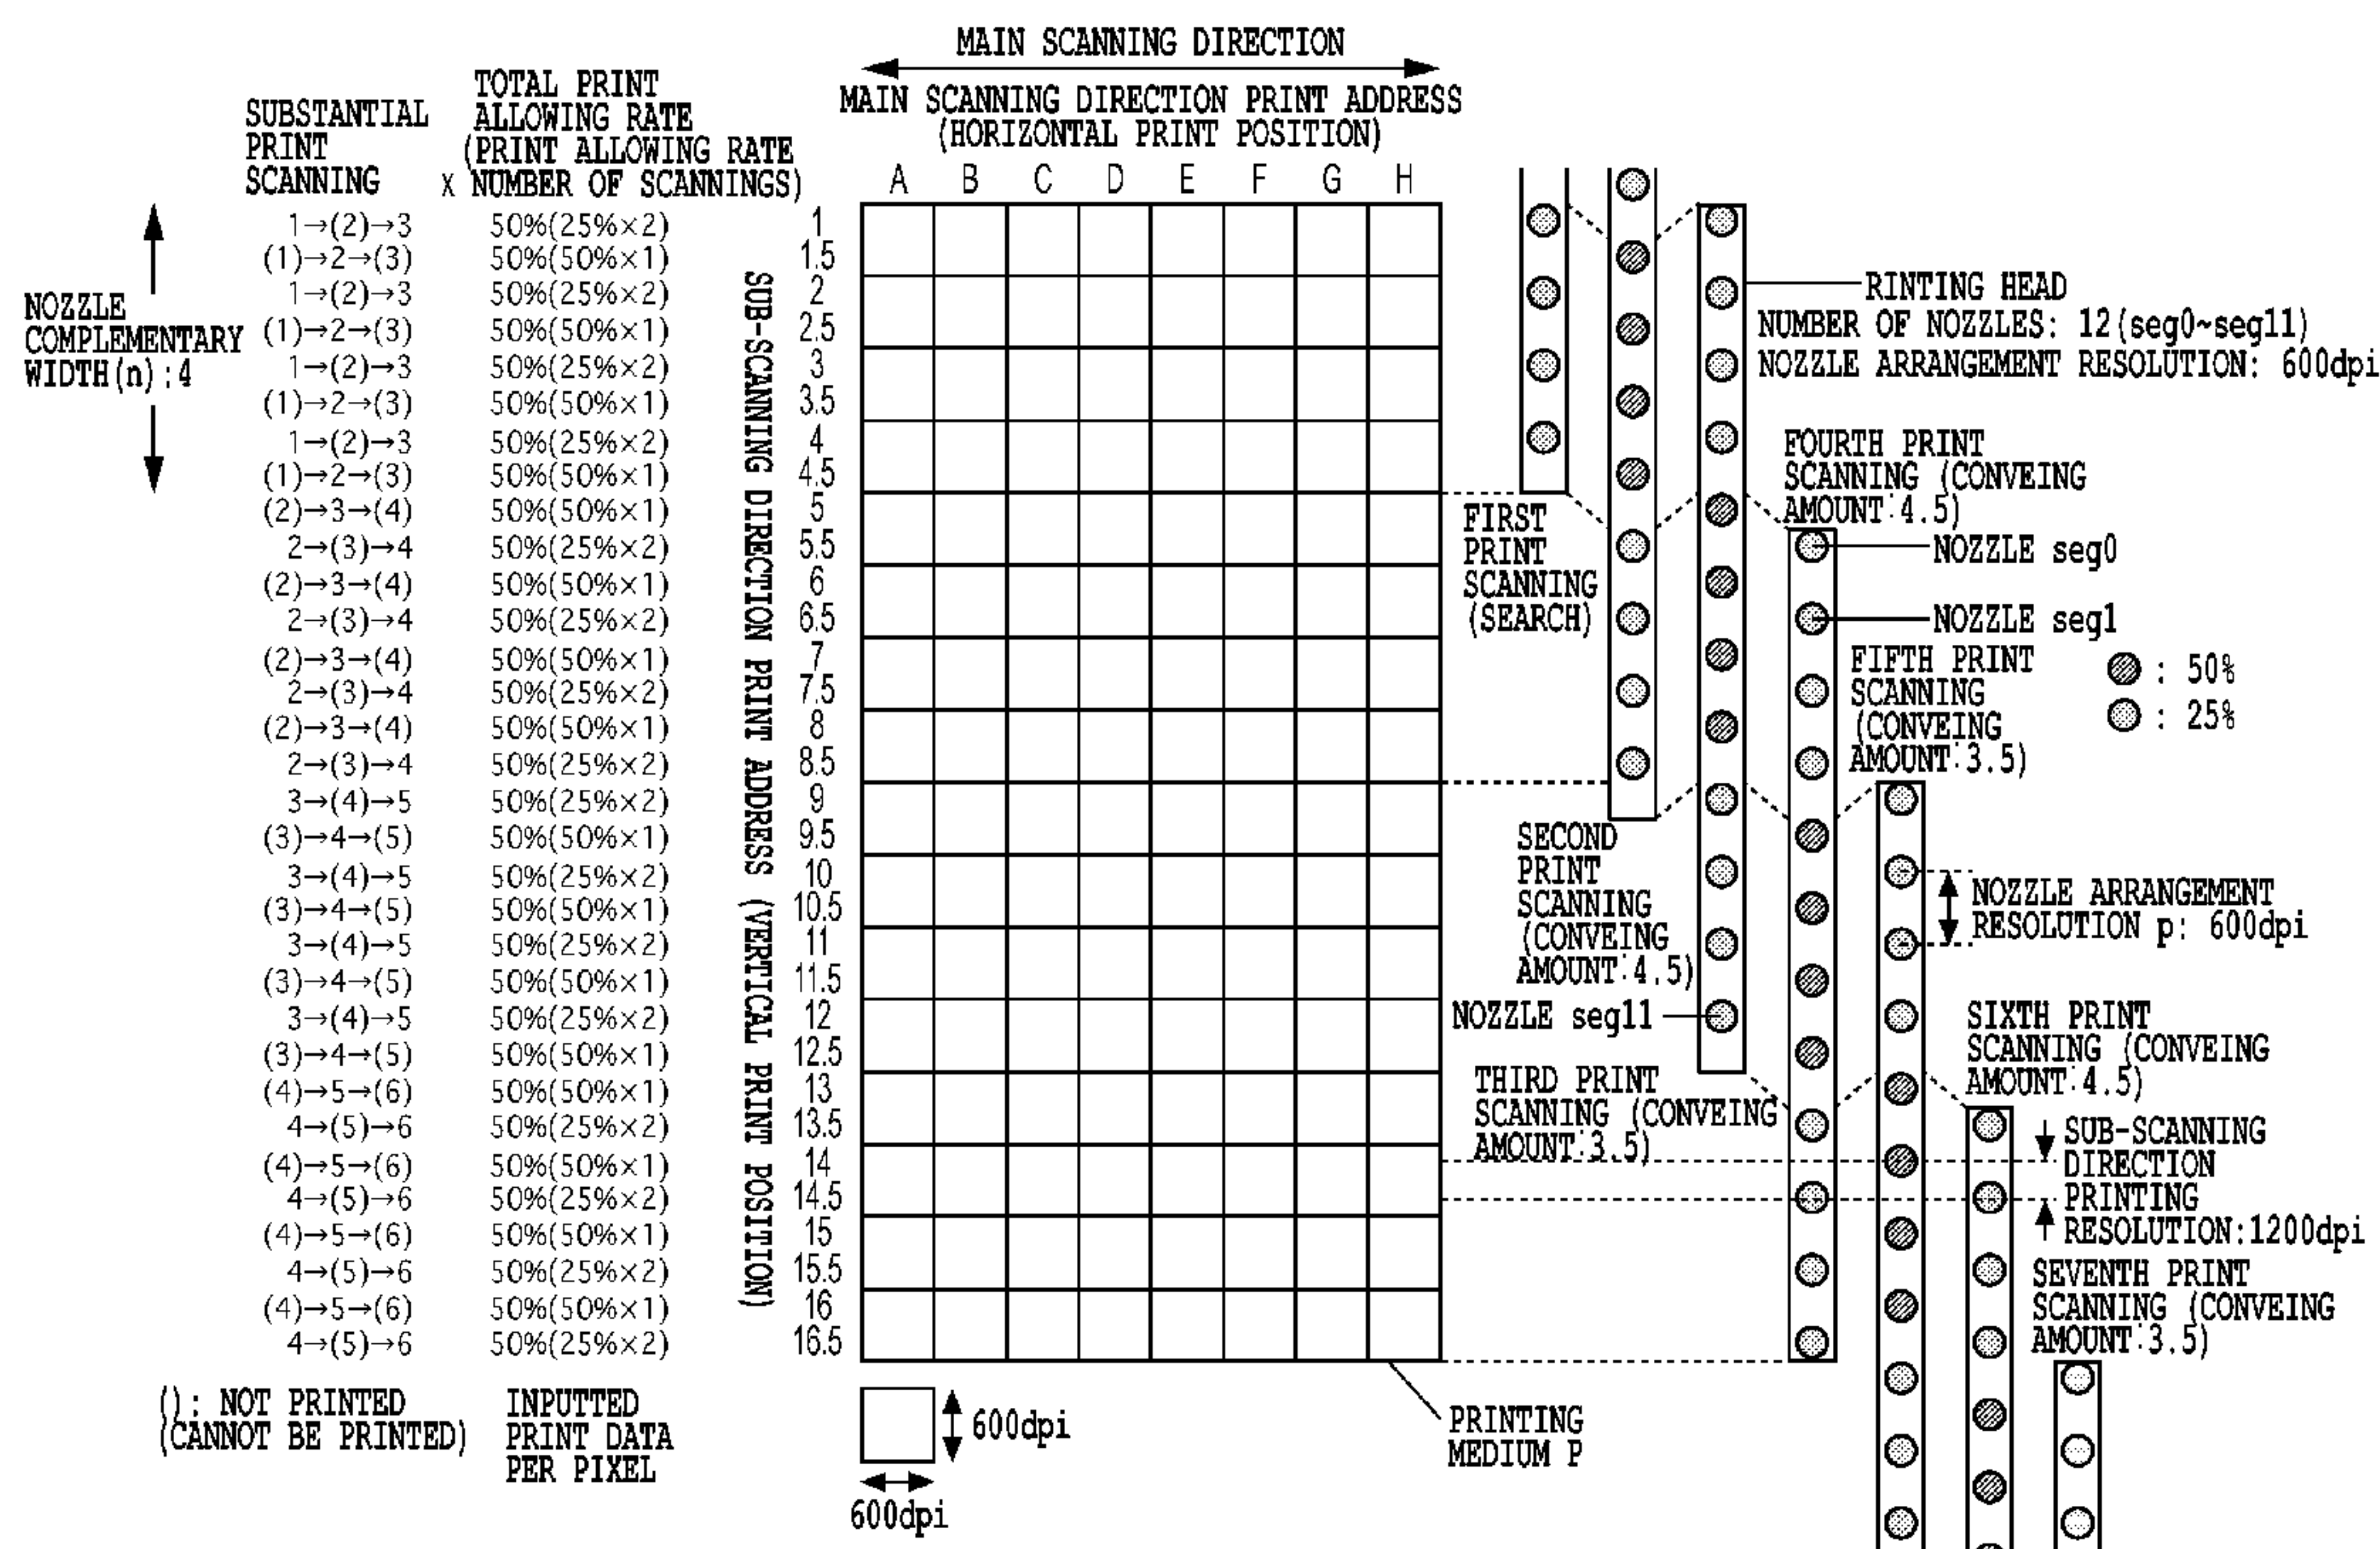 MAIN SCANNING DIRECTION
MAIN SCANNING DIRECTION PRINT ADDRESS
(HORIZONTAL PRINT POSITION)
A B C D E F G H
SUBSTANTIAL
PRINT
SCANNING
TOTAL PRINT
ALLOWING RATE
(PRINT ALLOWING RATE
X NUMBER OF SCANNINGS)
NOZZLE
COMPLEMENTARY
WIDTH(n):4
1→(2)→3 50%(25%×2) 1
(1)→2→(3) 50%(50%×1) 1.5
1→(2)→3 50%(25%×2) 2
(1)→2→(3) 50%(50%×1) 2.5
1→(2)→3 50%(25%×2) 3
(1)→2→(3) 50%(50%×1) 3.5
1→(2)→3 50%(25%×2) 4
(1)→2→(3) 50%(50%×1) 4.5
(2)→3→(4) 50%(50%×1) 5
2→(3)→4 50%(25%×2) 5.5
(2)→3→(4) 50%(50%×1) 6
2→(3)→4 50%(25%×2) 6.5
(2)→3→(4) 50%(50%×1) 7
2→(3)→4 50%(25%×2) 7.5
(2)→3→(4) 50%(50%×1) 8
2→(3)→4 50%(25%×2) 8.5
3→(4)→5 50%(25%×2) 9
(3)→4→(5) 50%(50%×1) 9.5
3→(4)→5 50%(25%×2) 10
(3)→4→(5) 50%(50%×1) 10.5
3→(4)→5 50%(25%×2) 11
(3)→4→(5) 50%(50%×1) 11.5
3→(4)→5 50%(25%×2) 12
(3)→4→(5) 50%(50%×1) 12.5
(4)→5→(6) 50%(50%×1) 13
4→(5)→6 50%(25%×2) 13.5
(4)→5→(6) 50%(50%×1) 14
4→(5)→6 50%(25%×2) 14.5
(4)→5→(6) 50%(50%×1) 15
4→(5)→6 50%(25%×2) 15.5
(4)→5→(6) 50%(50%×1) 16
4→(5)→6 50%(25%×2) 16.5
SUB-SCANNING DIRECTION PRINT ADDRESS (VERTICAL PRINT POSITION)
(): NOT PRINTED
(CANNOT BE PRINTED)
INPUTTED
PRINT DATA
PER PIXEL
600dpi
600dpi
PRINTING
MEDIUM P
RINTING HEAD
NUMBER OF NOZZLES: 12(seg0~seg11)
NOZZLE ARRANGEMENT RESOLUTION: 600dpi
FIRST
PRINT
SCANNING
(SEARCH)
SECOND
PRINT
SCANNING
(CONVEING
AMOUNT:4.5)
NOZZLE seg11
THIRD PRINT
SCANNING (CONVEING
AMOUNT:3.5)
FOURTH PRINT
SCANNING (CONVEING
AMOUNT:4.5)
NOZZLE seg0
NOZZLE seg1
FIFTH PRINT
SCANNING
(CONVEING
AMOUNT:3.5)
: 50%
: 25%
NOZZLE ARRANGEMENT
RESOLUTION p: 600dpi
SIXTH PRINT
SCANNING (CONVEING
AMOUNT:4.5)
SUB-SCANNING
DIRECTION
PRINTING
RESOLUTION:1200dpi
SEVENTH PRINT
SCANNING (CONVEING
AMOUNT:3.5)